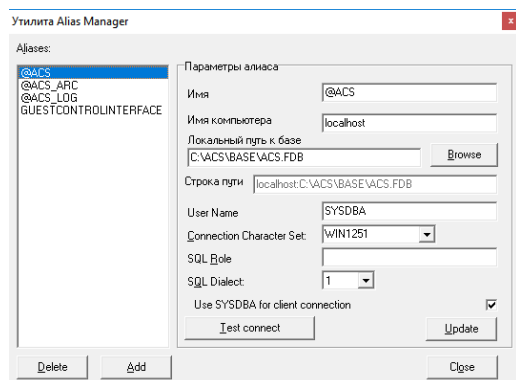 Утилита Alias Manager
x
Aliases:
@ACS
@ACS_ARC
@ACS_LOG
GUESTCONTROLINTERFACE
Параметры алиаса
Имя
@ACS
Имя компьютера
localhost
Локальный путь к базе
C:\ACS\BASE\ACS.FDB
Browse
Строка пути
localhost:C:\ACS\BASE\ACS.FDB
User Name
SYSDBA
Connection Character Set:
WIN1251
SQL Role
SQL Dialect:
1
Use SYSDBA for client connection
Test connect
Update
Delete
Add
Close